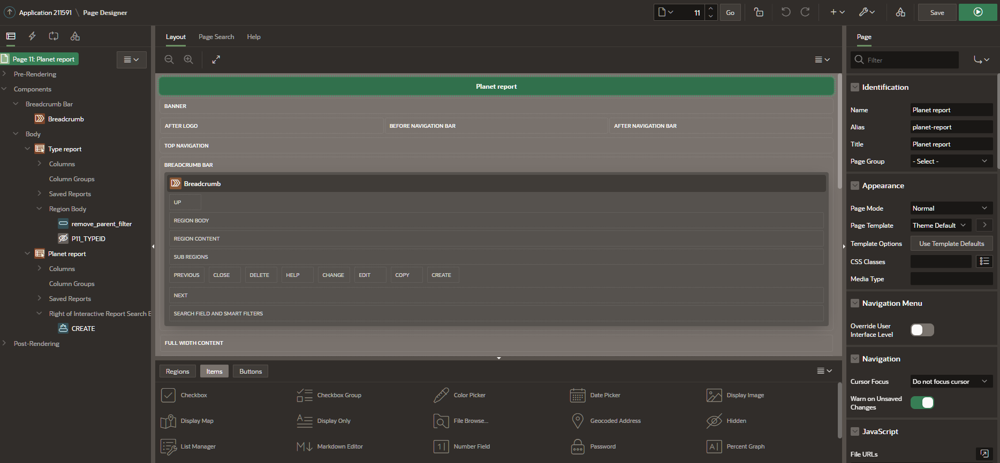 Application 211591 \ Page Designer
11
Go
Save
Page 11: Planet report
Pre-Rendering
Components
Breadcrumb Bar
Breadcrumb
Body
Type report
Columns
Column Groups
Saved Reports
Region Body
remove_parent_filter
P11_TYPEID
Planet report
Columns
Column Groups
Saved Reports
Right of Interactive Report Search
CREATE
Post-Rendering
Layout Page Search Help
Planet report
BANNER
AFTER LOGO BEFORE NAVIGATION BAR AFTER NAVIGATION BAR
TOP NAVIGATION
BREADCRUMB BAR
Breadcrumb
UP
REGION BODY
REGION CONTENT
SUB REGIONS
PREVIOUS CLOSE DELETE HELP CHANGE EDIT COPY CREATE
NEXT
SEARCH FIELD AND SMART FILTERS
FULL WIDTH CONTENT
Regions Items Buttons
Checkbox Checkbox Group Color Picker Date Picker Display Image
Display Map Display Only File Browse... Geocoded Address Hidden
List Manager Markdown Editor Number Field Password Percent Graph
Page
Filter
Identification
Name Planet report
Alias planet-report
Title Planet report
Page Group - Select -
Appearance
Page Mode Normal
Page Template Theme Default
Template Options Use Template Defaults
CSS Classes
Media Type
Navigation Menu
Override User
Interface Level
Navigation
Cursor Focus Do not focus cursor
Warn on Unsaved
Changes
JavaScript
File URLs